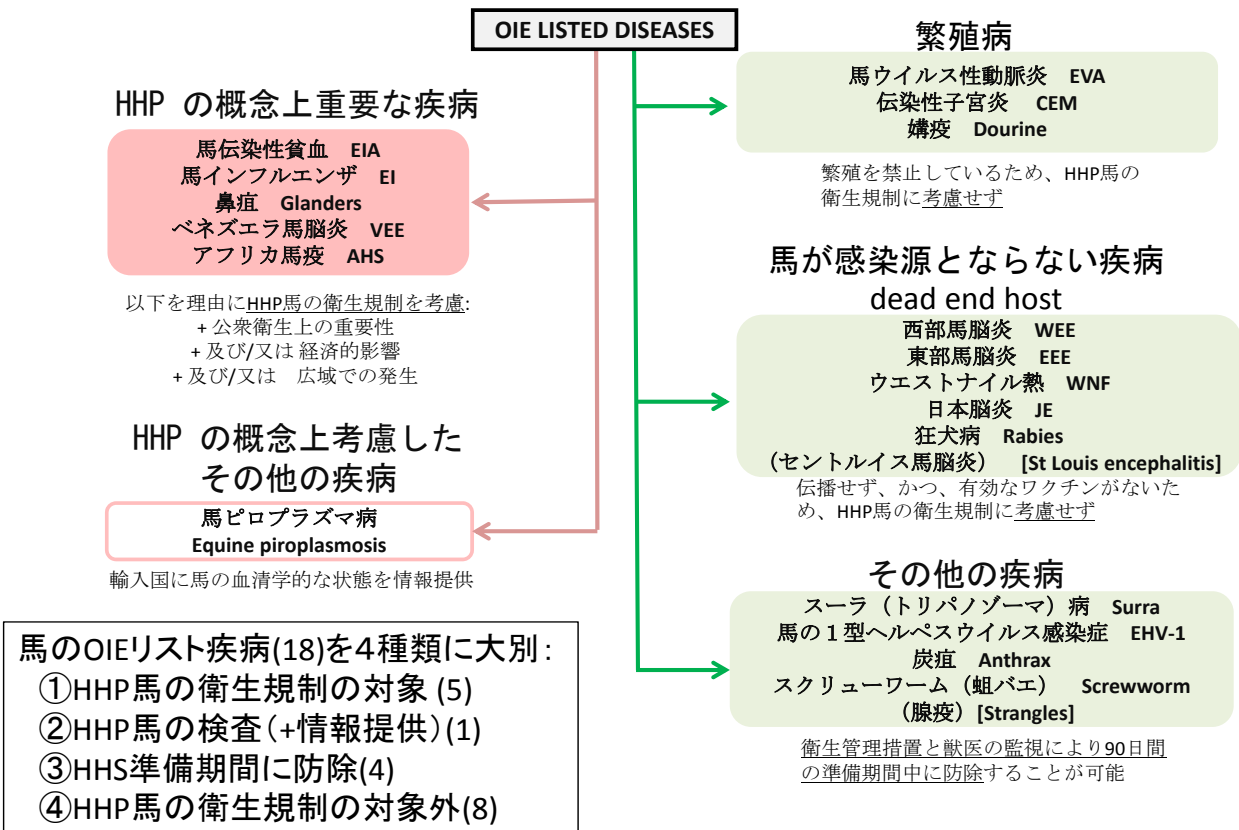 OIE LISTED DISEASES
HHP の概念上重要な疾病
馬伝染性貧血 EIA
馬インフルエンザ EI
鼻疽 Glanders
ベネズエラ馬脳炎 VEE
アフリカ馬疫 AHS
以下を理由にHHP馬の衛生規制を考慮:
+ 公衆衛生上の重要性
+ 及び/又は 経済的影響
+ 及び/又は 広域での発生
HHP の概念上考慮した
その他の疾病
馬ピロプラズマ病
Equine piroplasmosis
輸入国に馬の血清学的な状態を情報提供
馬のOIEリスト疾病(18)を4種類に大別:
①HHP馬の衛生規制の対象 (5)
②HHP馬の検査(+情報提供)(1)
③HHS準備期間に防除(4)
④HHP馬の衛生規制の対象外(8)
繁殖病
馬ウイルス性動脈炎 EVA
伝染性子宮炎 CEM
媾疫 Dourine
繁殖を禁止しているため、HHP馬の
衛生規制に考慮せず
馬が感染源とならない疾病
dead end host
西部馬脳炎 WEE
東部馬脳炎 EEE
ウエストナイル熱 WNF
日本脳炎 JE
狂犬病 Rabies
(セントルイス馬脳炎) [St Louis encephalitis]
伝播せず、かつ、有効なワクチンがないた
め、HHP馬の衛生規制に考慮せず
その他の疾病
スーラ(トリパノゾーマ)病 Surra
馬の1型ヘルペスウイルス感染症 EHV-1
炭疽 Anthrax
スクリューワーム(蛆バエ) Screwworm
(腺疫) [Strangles]
衛生管理措置と獣医の監視により90日間
の準備期間中に防除することが可能